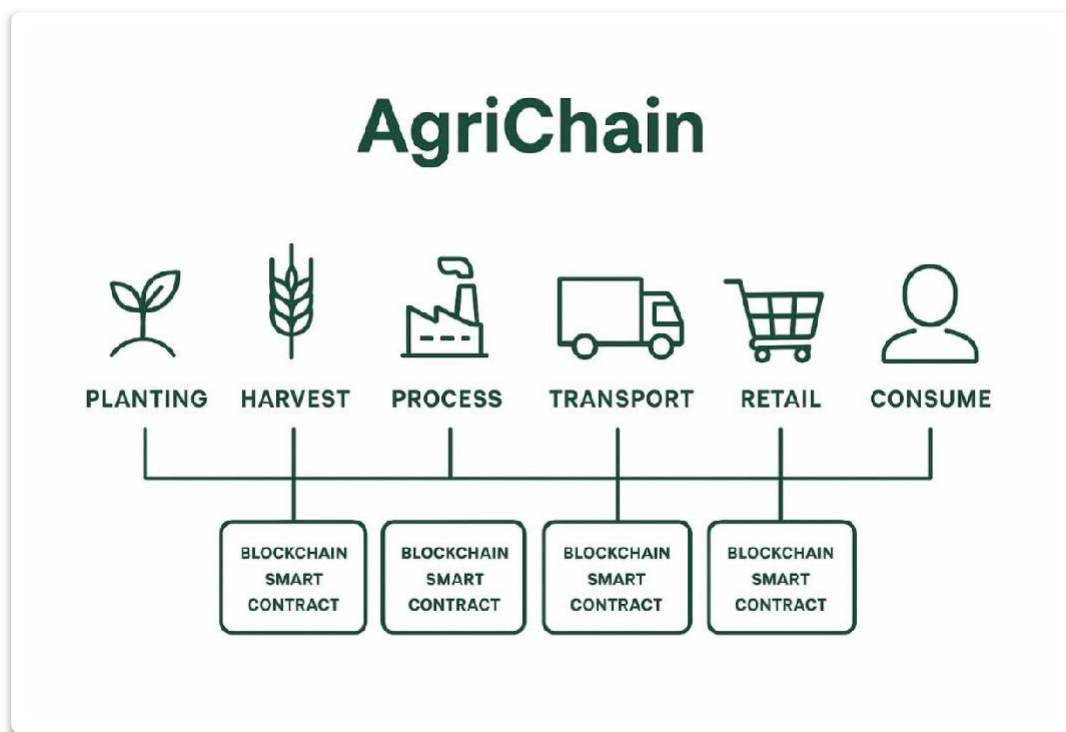 AgriChain
PLANTING HARVEST PROCESS TRANSPORT RETAIL CONSUME
BLOCKCHAIN SMART CONTRACT
BLOCKCHAIN SMART CONTRACT
BLOCKCHAIN SMART CONTRACT
BLOCKCHAIN SMART CONTRACT